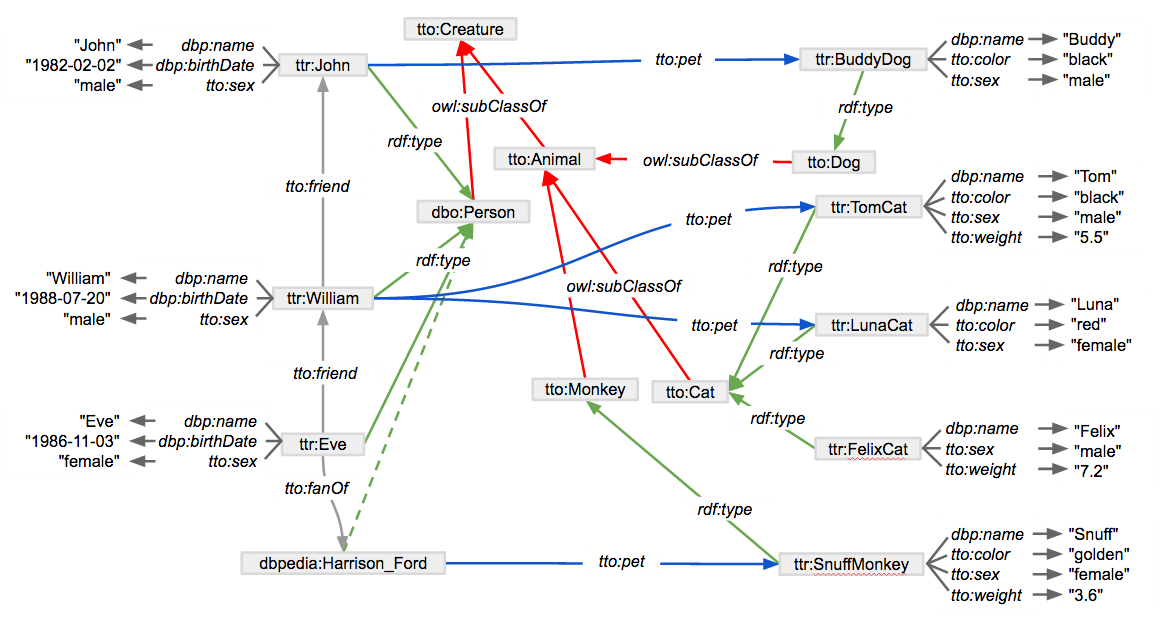 tto:Creature
"John" dbp:name
"1982-02-02" dbp:birthDate
"male" tto:sex
ttr:John
tto:pet
ttr:BuddyDog
dbp:name "Buddy"
tto:color "black"
tto:sex "male"
owl:subClassOf
rdf:type
rdf:type
tto:Animal
owl:subClassOf
tto:Dog
tto:friend
dbo:Person
tto:pet
ttr:TomCat
dbp:name "Tom"
tto:color "black"
tto:sex "male"
tto:weight "5.5"
rdf:type
rdf:type
"William" dbp:name
"1988-07-20" dbp:birthDate
"male" tto:sex
ttr:William
owl:subClassOf
tto:pet
ttr:LunaCat
dbp:name "Luna"
tto:color "red"
tto:sex "female"
rdf:type
tto:friend
tto:Monkey
tto:Cat
rdf:type
"Eve" dbp:name
"1986-11-03" dbp:birthDate
"female" tto:sex
ttr:Eve
ttr:FelixCat
dbp:name "Felix"
tto:sex "male"
tto:weight "7.2"
tto:fanOf
rdf:type
dbpedia:Harrison_Ford
tto:pet
ttr:SnuffMonkey
dbp:name "Snuff"
tto:color "golden"
tto:sex "female"
tto:weight "3.6"